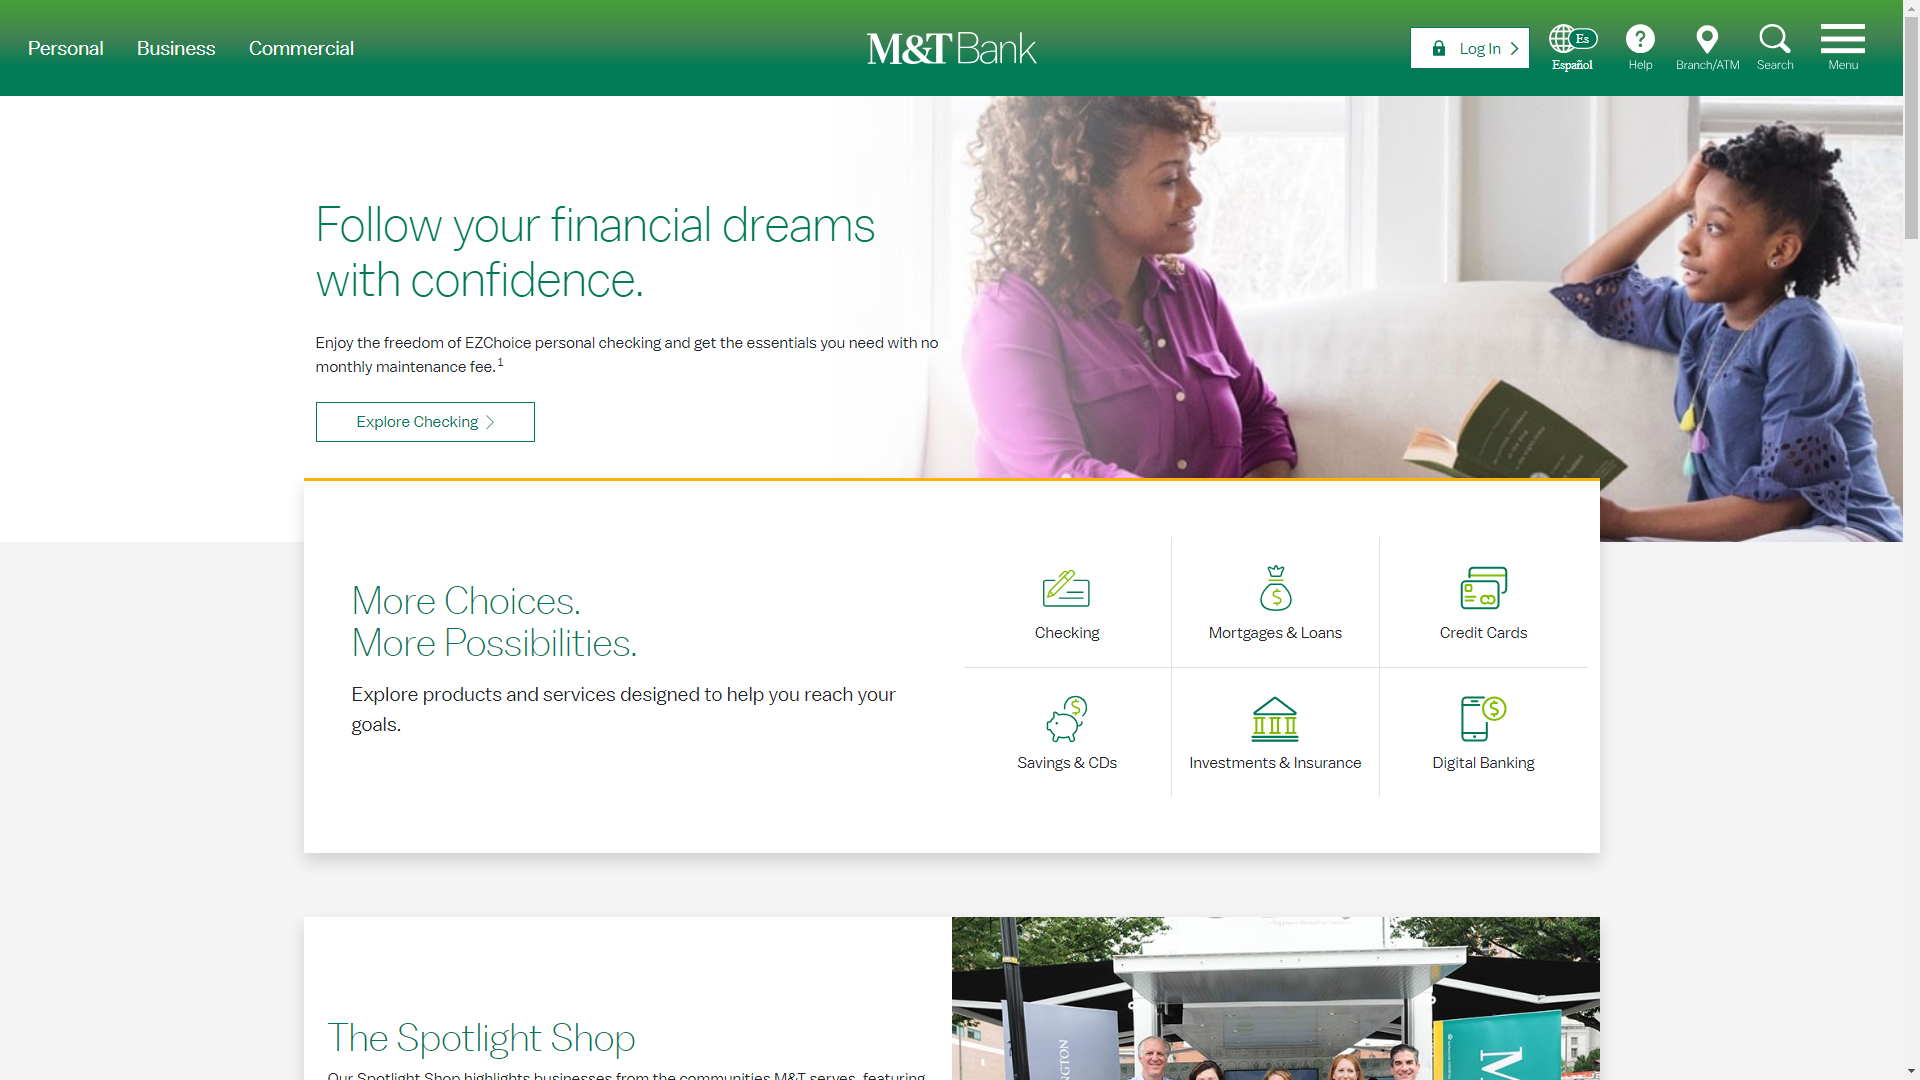 Personal Business Commercial
M&T Bank
Log In
Es
Español
Help
Branch/ATM
Search
Menu
Follow your financial dreams
with confidence.
Enjoy the freedom of EZChoice personal checking and get the essentials you need with no
monthly maintenance fee.1
Explore Checking
More Choices.
More Possibilities.
Explore products and services designed to help you reach your
goals.
Checking
Mortgages & Loans
Credit Cards
Savings & CDs
Investments & Insurance
Digital Banking
The Spotlight Shop
Our Spotlight Shop highlights businesses from the communities M&T serves, featuring